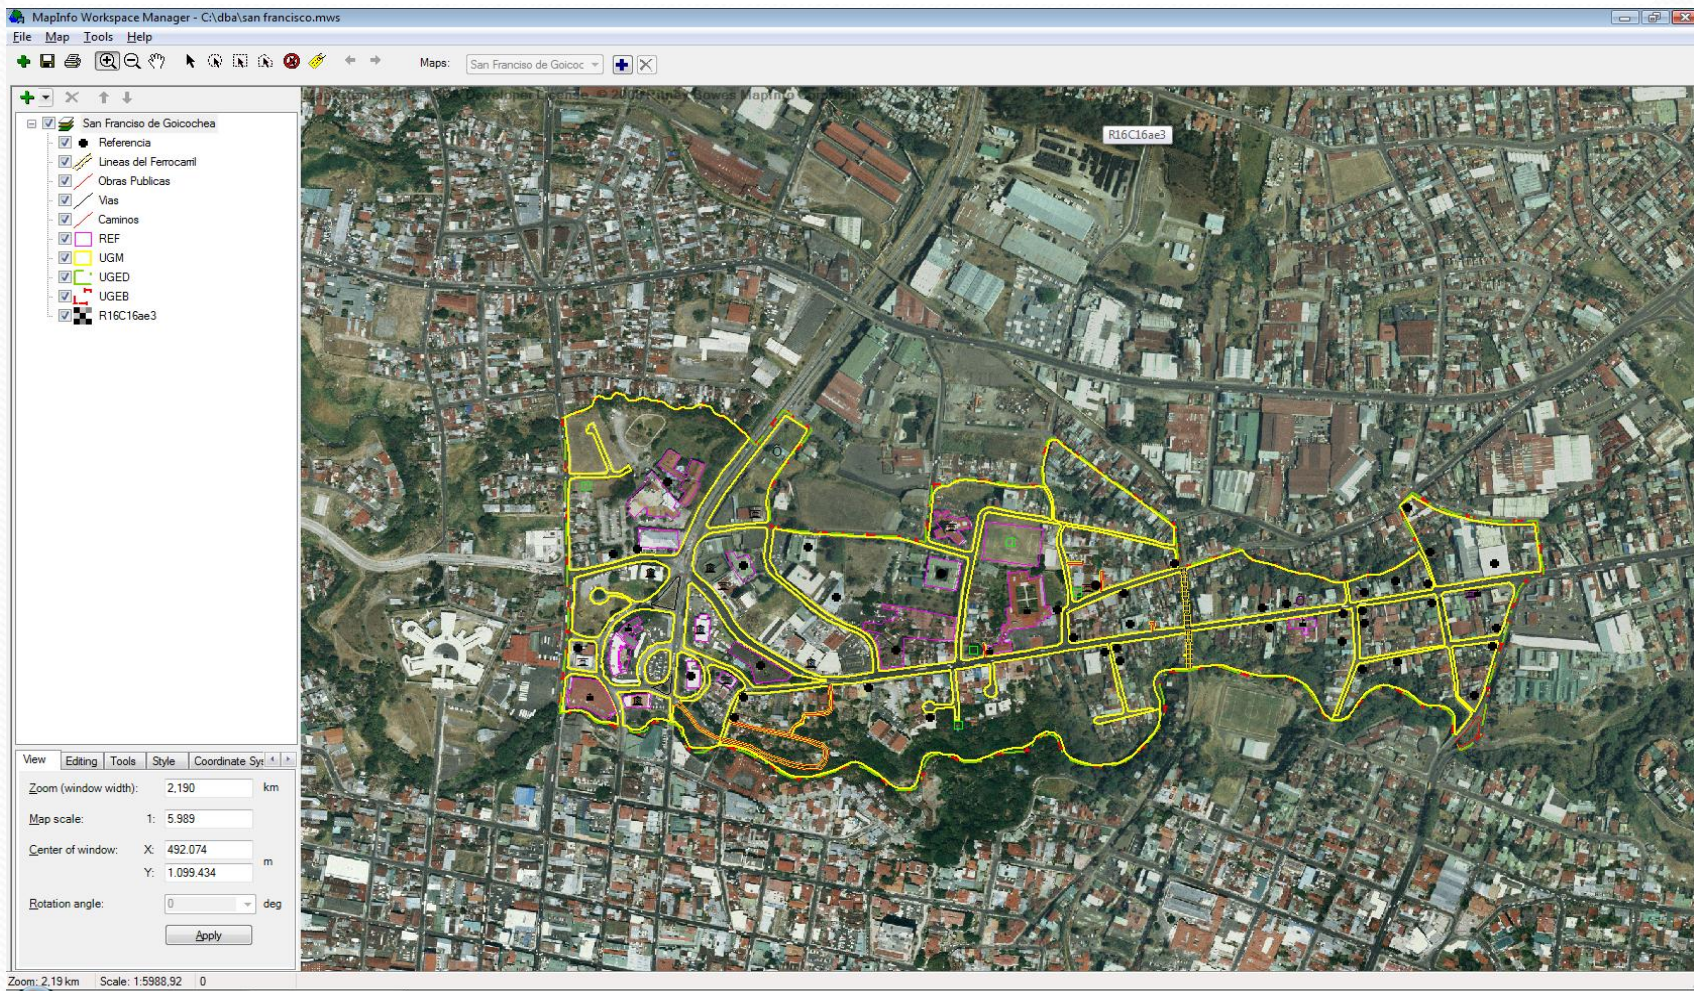 MapInfo Workspace Manager - C:\dba\san francisco.mws
File Map Tools Help
Maps: San Franciso de Goicoc
San Franciso de Goicochea
Referencia
Lineas del Ferrocarril
Obras Publicas
Vias
Caminos
REF
UGM
UGED
UGEB
R16C16ae3
R16C16ae3
View Editing Tools Style Coordinate Sys
Zoom (window width): 2,190 km
Map scale: 1: 5.989
Center of window: X: 492.074 m
Y: 1.099.434
Rotation angle: 0 deg
Apply
Zoom: 2,19 km Scale: 1:5988,92 0